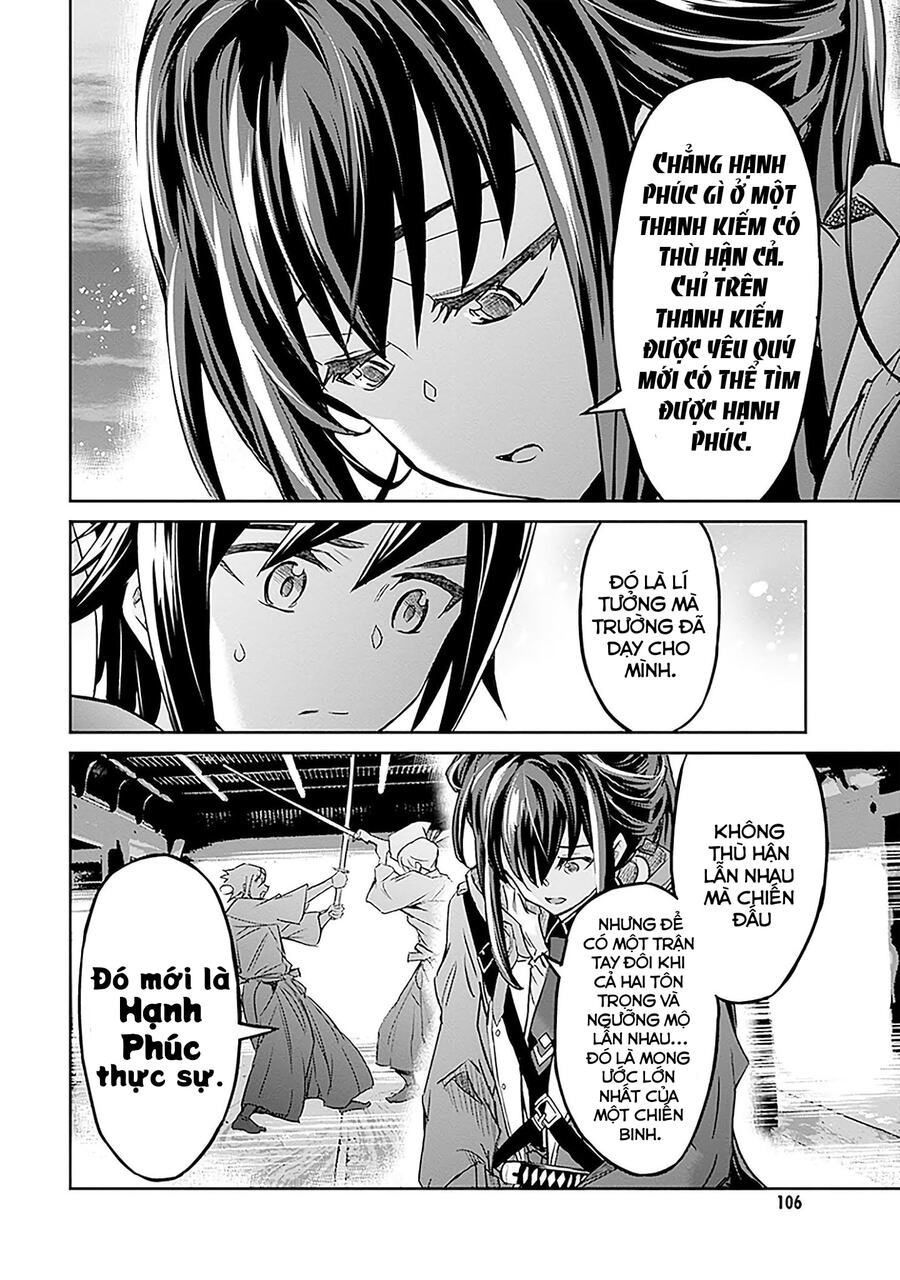 Chẳng hạnh
phúc gì ở một
thanh kiếm có
thù hận cả.
Chỉ trên
thanh kiếm
được yêu quý
mới có thể tìm
được hạnh
phúc.
ĐÓ LÀ LÍ
TƯỞNG MÀ
TRƯỜNG ĐÃ
DẠY CHO
MÌNH.
KHÔNG
THÙ HẬN
LẪN NHAU
MÀ CHIẾN
ĐẤU
NHƯNG ĐỂ
CÓ MỘT TRẬN
TAY ĐÔI KHI
CẢ HAI TÔN
TRỌNG VÀ
NGƯỠNG MỘ
LẪN NHAU...
ĐÓ LÀ MONG
ƯỚC LỚN
NHẤT CỦA
MỘT CHIẾN
BINH.
Đó mới là
Hạnh
Phúc
thực sự.
106